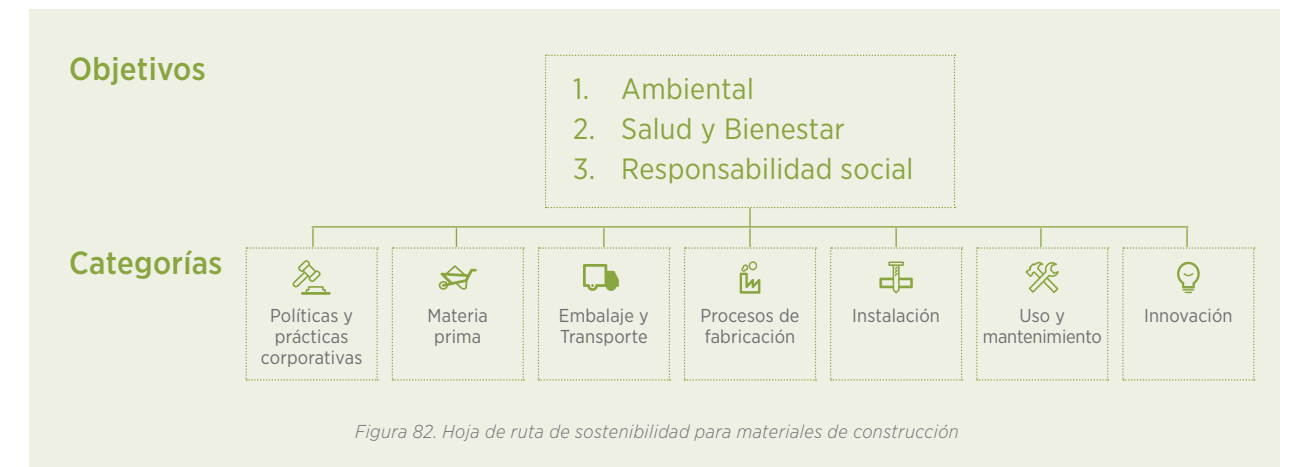 Objetivos
1. Ambiental
2. Salud y Bienestar
3. Responsabilidad social
Categorías
Políticas y
prácticas
corporativas
Materia
prima
Embalaje y
Transporte
Procesos de
fabricación
Instalación
Uso y
mantenimiento
Innovación
Figura 82. Hoja de ruta de sostenibilidad para materiales de construcción